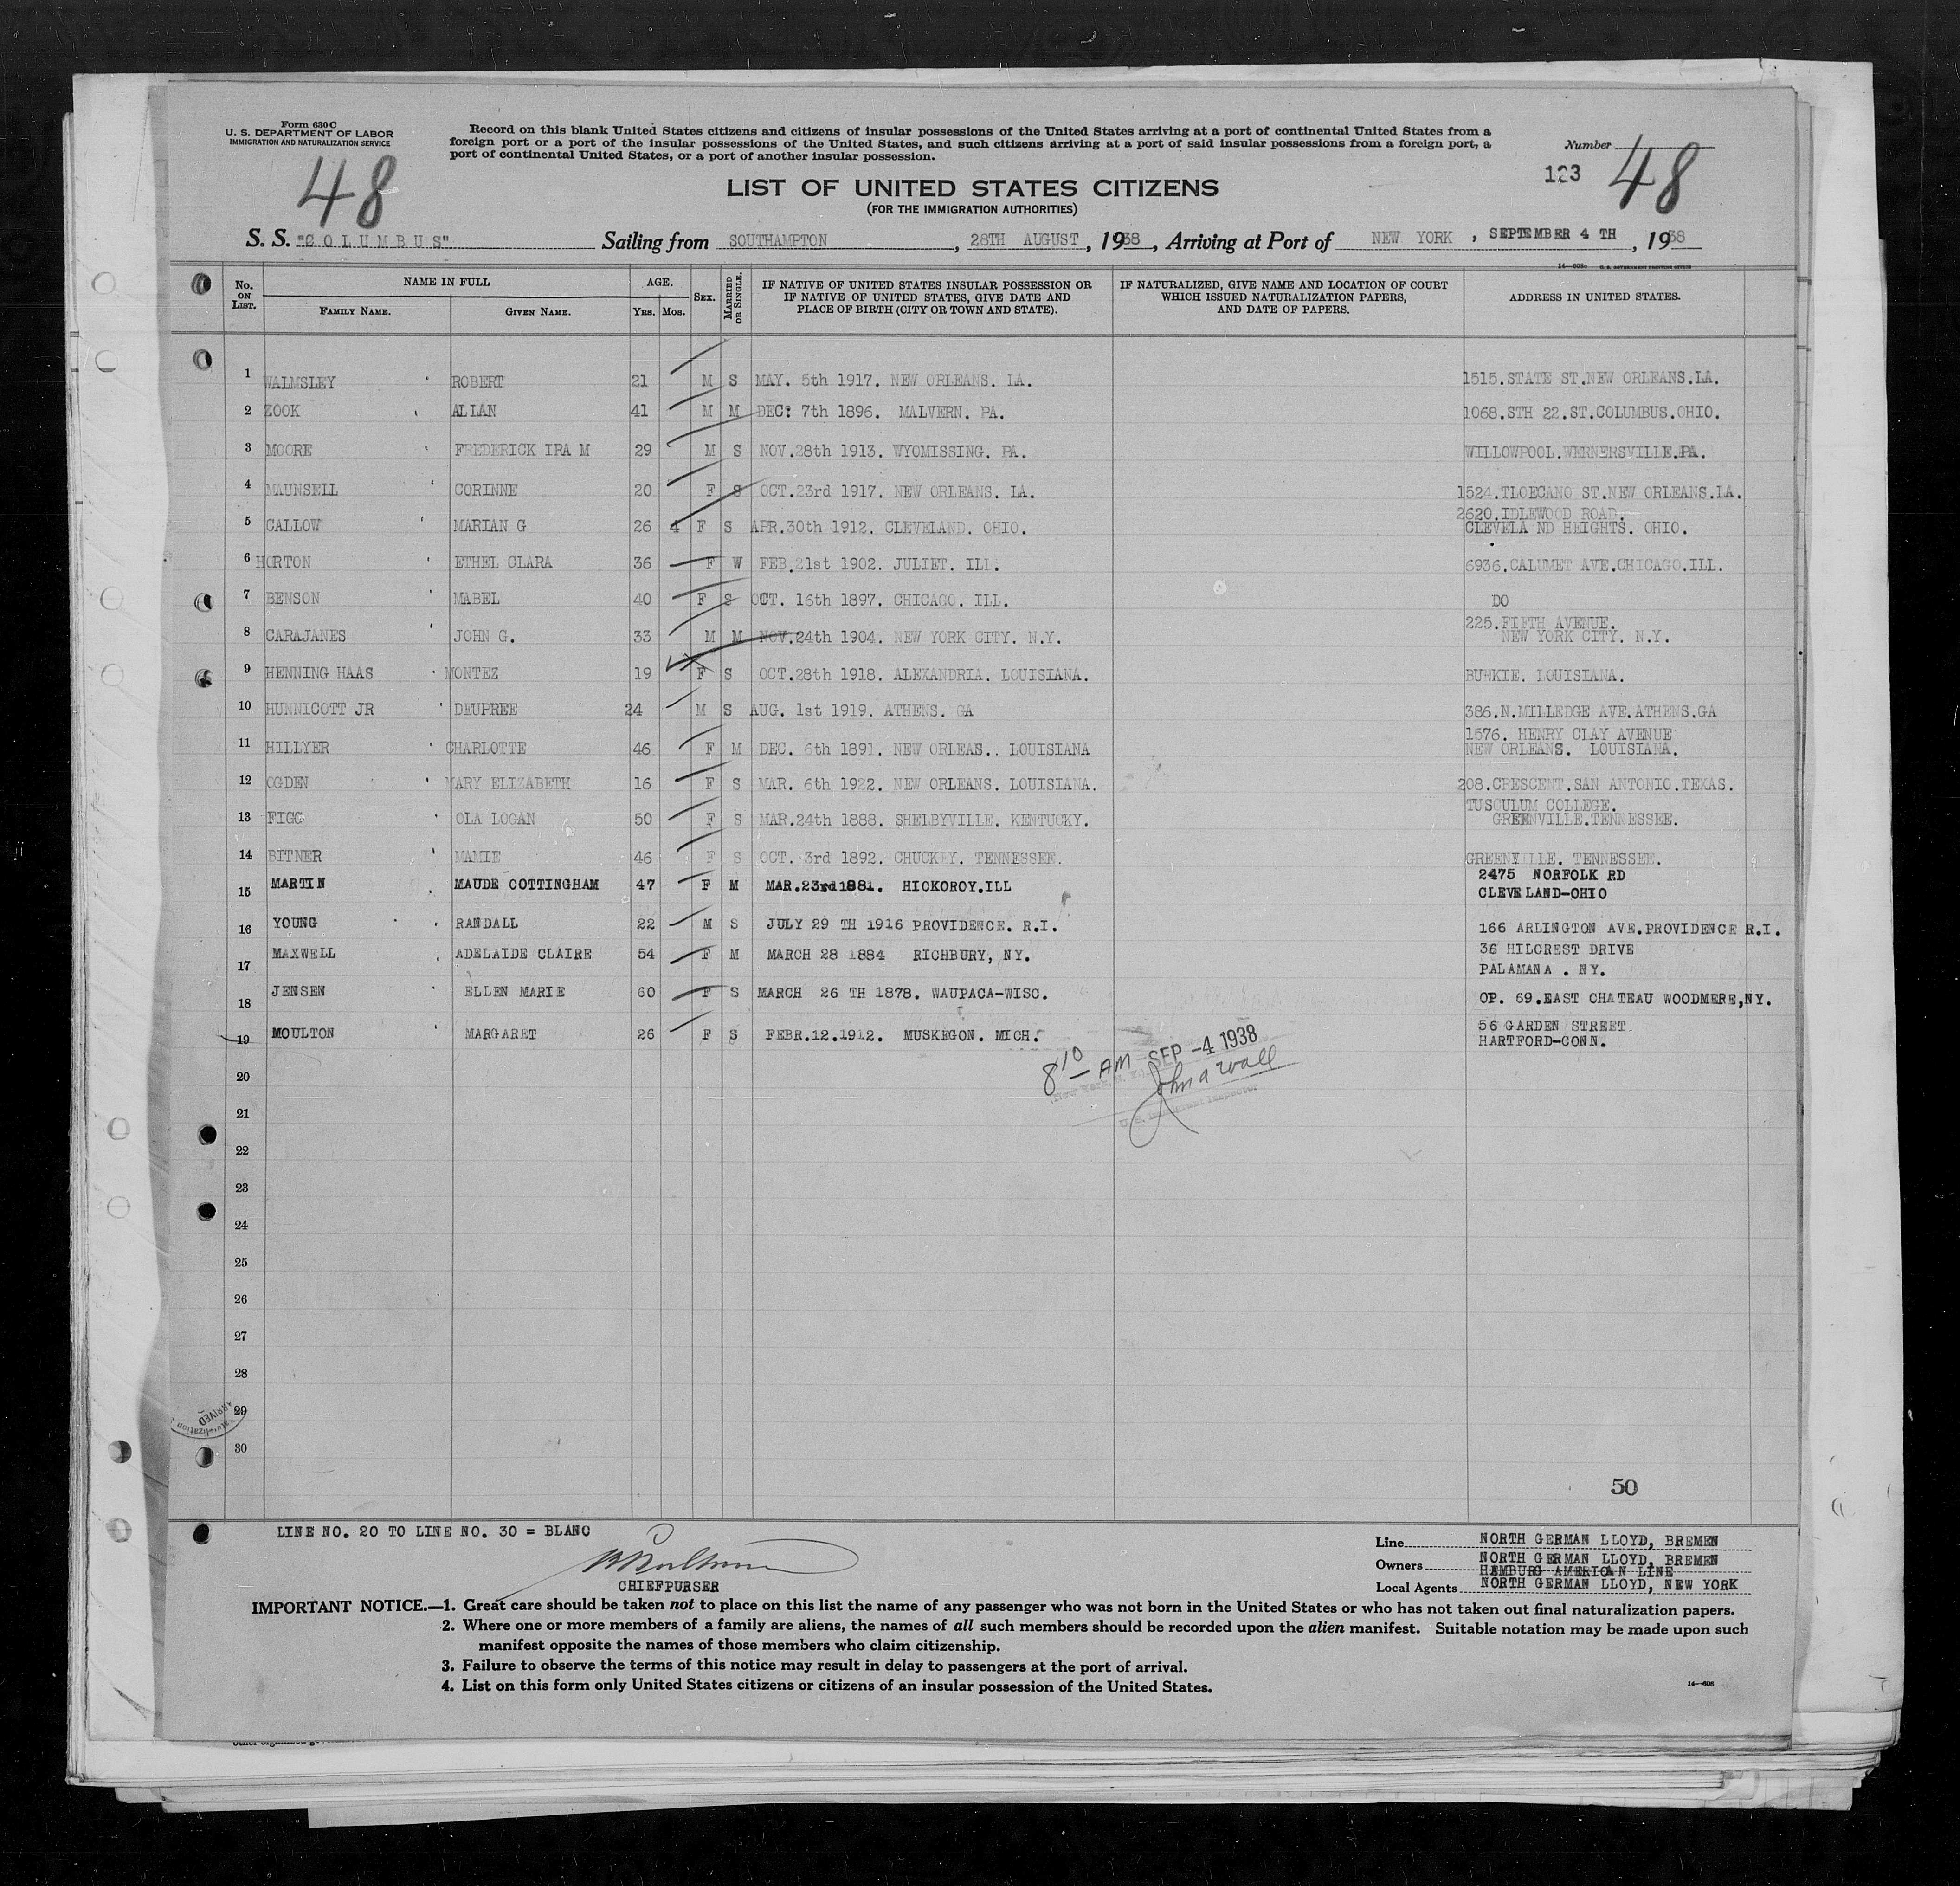 Form 630 C
U. S. DEPARTMENT OF LABOR
IMMIGRATION AND NATURALIZATION SERVICE
48
Record on this blank United States citizens and citizens of insular possessions of the United States arriving at a port of continental United States from a
foreign port or a port of the insular possessions of the United States, and such citizens arriving at a port of said insular possessions from a foreign port, a
port of continental United States, or a port of another insular possession.
Number
123 48
LIST OF UNITED STATES CITIZENS
(FOR THE IMMIGRATION AUTHORITIES)
S. S. "COLUMBUS" Sailing from SOUTHAMPTON, 28TH AUGUST, 1938, Arriving at Port of NEW YORK, SEPTEMBER 4 TH, 1938
No. ON LIST. NAME IN FULL FAMILY NAME. GIVEN NAME. AGE. YRS. MOS. SEX. MARRIED OR SINGLE. IF NATIVE OF UNITED STATES INSULAR POSSESSION OR IF NATIVE OF UNITED STATES, GIVE DATE AND PLACE OF BIRTH (CITY OR TOWN AND STATE). IF NATURALIZED, GIVE NAME AND LOCATION OF COURT WHICH ISSUED NATURALIZATION PAPERS, AND DATE OF PAPERS. ADDRESS IN UNITED STATES.
1 WALMSLEY ROBERT 21 M S MAY. 5th 1917. NEW ORLEANS. LA. 1515.STATE ST.NEW ORLEANS.LA.
2 ZOOK ALLAN 41 M M DEC. 7th 1896. MALVERN. PA. 1068.STH 22.ST.COLUMBUS.OHIO.
3 MOORE FREDERICK IRA M 29 M S NOV.28th 1913. WYOMISSING. PA. WILLOWPOOL.WERNERSVILLE.PA.
4 MAUNSELL CORINNE 20 F S OCT.23rd 1917. NEW ORLEANS. LA. 1524.TLOECANO ST.NEW ORLEANS.LA.
5 CALLOW MARIAN G 26 4 F S APR.30th 1912. CLEVELAND. OHIO. 2620.IDLEWOOD ROAD.
CLEVELA ND HEIGHTS. OHIO.
6 HORTON ETHEL CLARA 36 F W FEB.21st 1902. JULIET. ILL. 6936.CALUMET AVE.CHICAGO.ILL.
7 BENSON MABEL 40 F S OCT. 16th 1897. CHICAGO. ILL. DO
8 CARAJANES JOHN G. 33 M M NOV.24th 1904. NEW YORK CITY. N.Y. 225.FIFTH AVENUE.
NEW YORK CITY. N.Y.
9 HENNING HAAS MONTEZ 19 F S OCT.28th 1918. ALEXANDRIA. LOUISIANA. BUNKIE. LOUISIANA.
10 HUNNICOTT JR DEUPREE 24 M S AUG. 1st 1919. ATHENS. GA 386.N.MILLEDGE AVE.ATHENS.GA
11 HILLYER CHARLOTTE 46 F M DEC. 6th 1891. NEW ORLEAS.. LOUISIANA 1576. HENRY CLAY AVENUE
NEW ORLEANS. LOUISIANA.
12 OGDEN MARY ELIZABETH 16 F S MAR. 6th 1922. NEW ORLEANS. LOUISIANA. 208.CRESCENT.SAN ANTONIO.TEXAS.
13 FIGG OLA LOGAN 50 F S MAR.24th 1888. SHELBYVILLE. KENTUCKY. TUSCULUM COLLEGE.
GREENVILLE.TENNESSEE.
14 BITNER MAMIE 46 F S OCT. 3rd 1892. CHUCKEY. TENNESSEE. GREENVILLE. TENNESSEE.
15 MARTIN MAUDE COTTINGHAM 47 F M MAR.23rd 1881. HICKOROY.ILL 2475 NORFOLK RD
CLEVELAND-OHIO
16 YOUNG RANDALL 22 M S JULY 29 TH 1916 PROVIDENCE. R.I. 166 ARLINGTON AVE.PROVIDENCE R.I.
17 MAXWELL ADELAIDE CLAIRE 54 F M MARCH 28 1884 RICHBURY, NY. 36 HILCREST DRIVE
PALAMANA . NY.
18 JENSEN ELLEN MARIE 60 F S MARCH 26 TH 1878. WAUPACA-WISC. OP. 69.EAST CHATEAU WOODMERE,NY.
19 MOULTON MARGARET 26 F S FEBR.12.1912. MUSKEGON. MICH. 56 GARDEN STREET
HARTFORD-CONN.
8 10 AM SEP -4 1938
John A Wall
U. S. Immigrant Inspector
20
21
22
23
24
25
26
27
28
29
30
ARRIVED
50
LINE NO. 20 TO LINE NO. 30 = BLANC
CHIEFPURSER
Line NORTH GERMAN LLOYD, BREMEN
Owners NORTH GERMAN LLOYD, BREMEN
HAMBURG AMERICAN LINE
Local Agents NORTH GERMAN LLOYD, NEW YORK
IMPORTANT NOTICE.—1. Great care should be taken not to place on this list the name of any passenger who was not born in the United States or who has not taken out final naturalization papers.
2. Where one or more members of a family are aliens, the names of all such members should be recorded upon the alien manifest. Suitable notation may be made upon such
manifest opposite the names of those members who claim citizenship.
3. Failure to observe the terms of this notice may result in delay to passengers at the port of arrival.
4. List on this form only United States citizens or citizens of an insular possession of the United States.